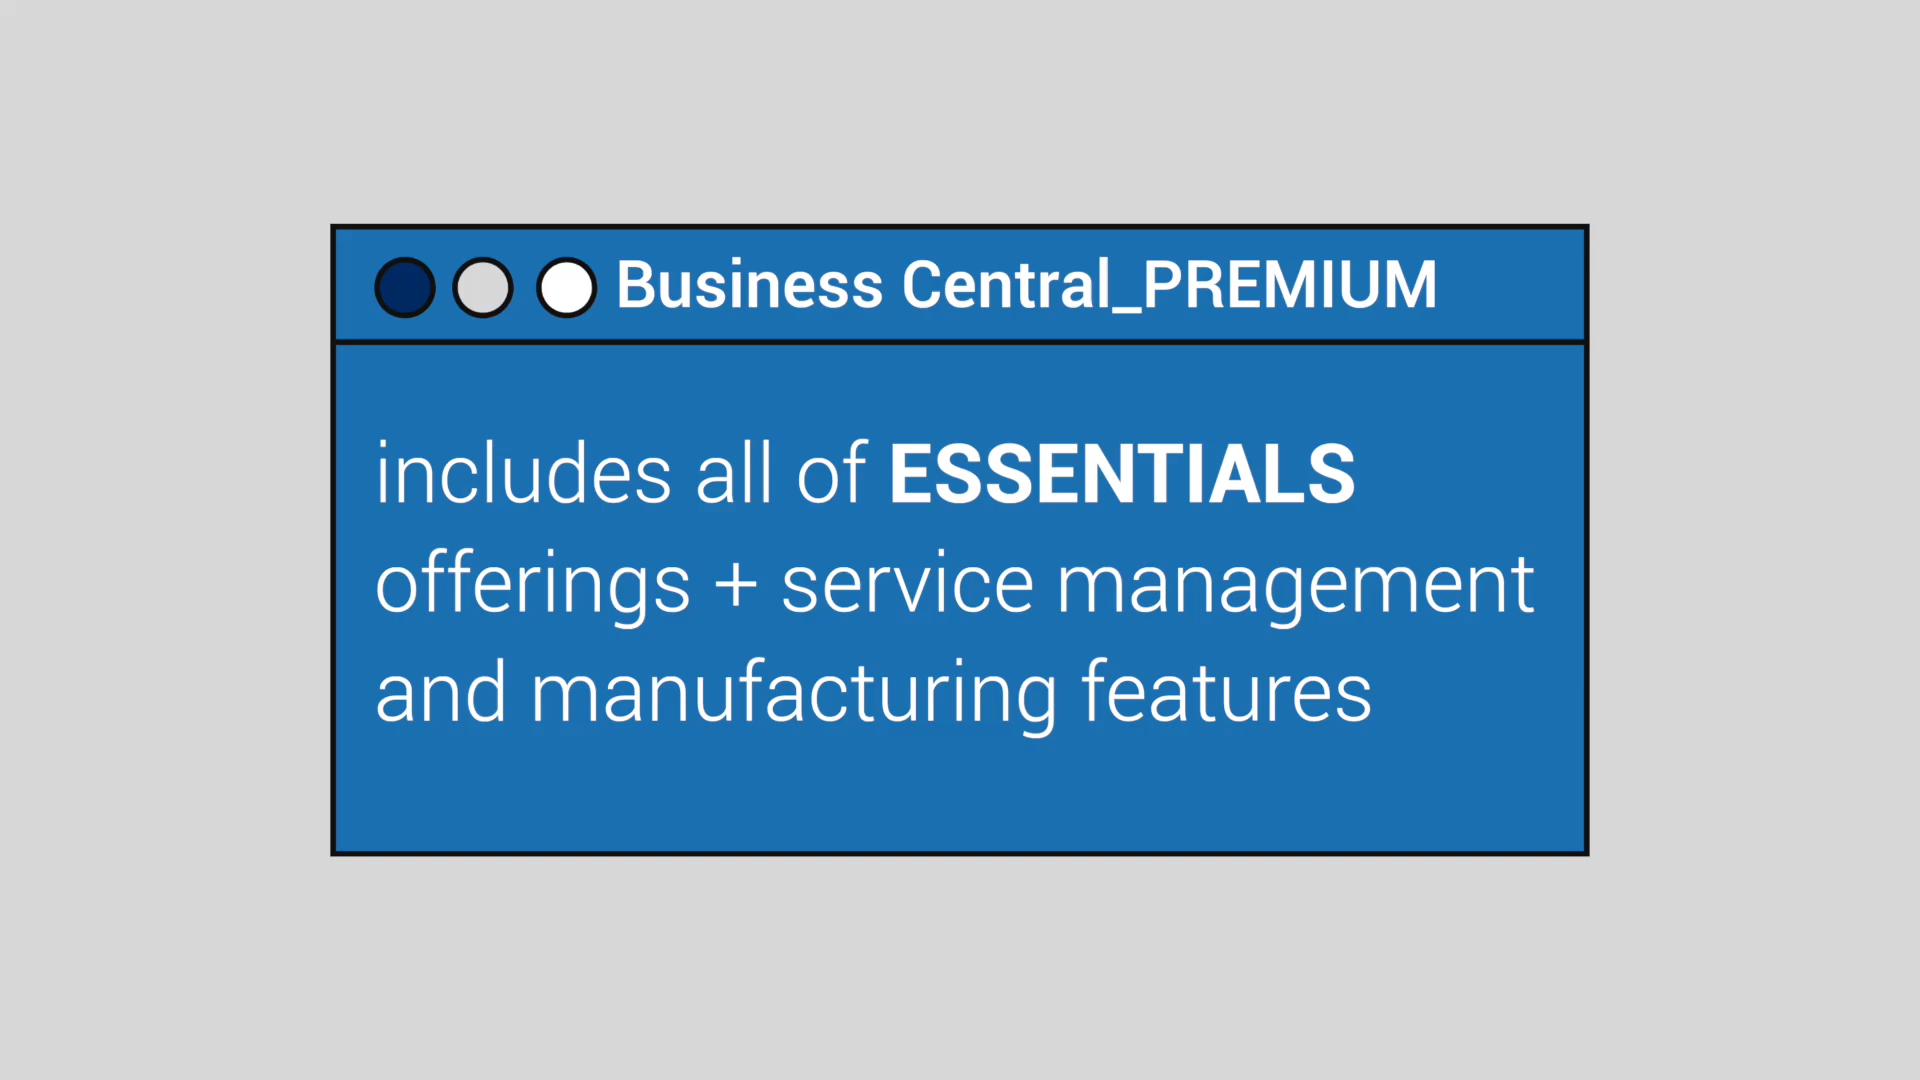 Business Central_PREMIUM
includes all of ESSENTIALS
offerings + service management
and manufacturing features